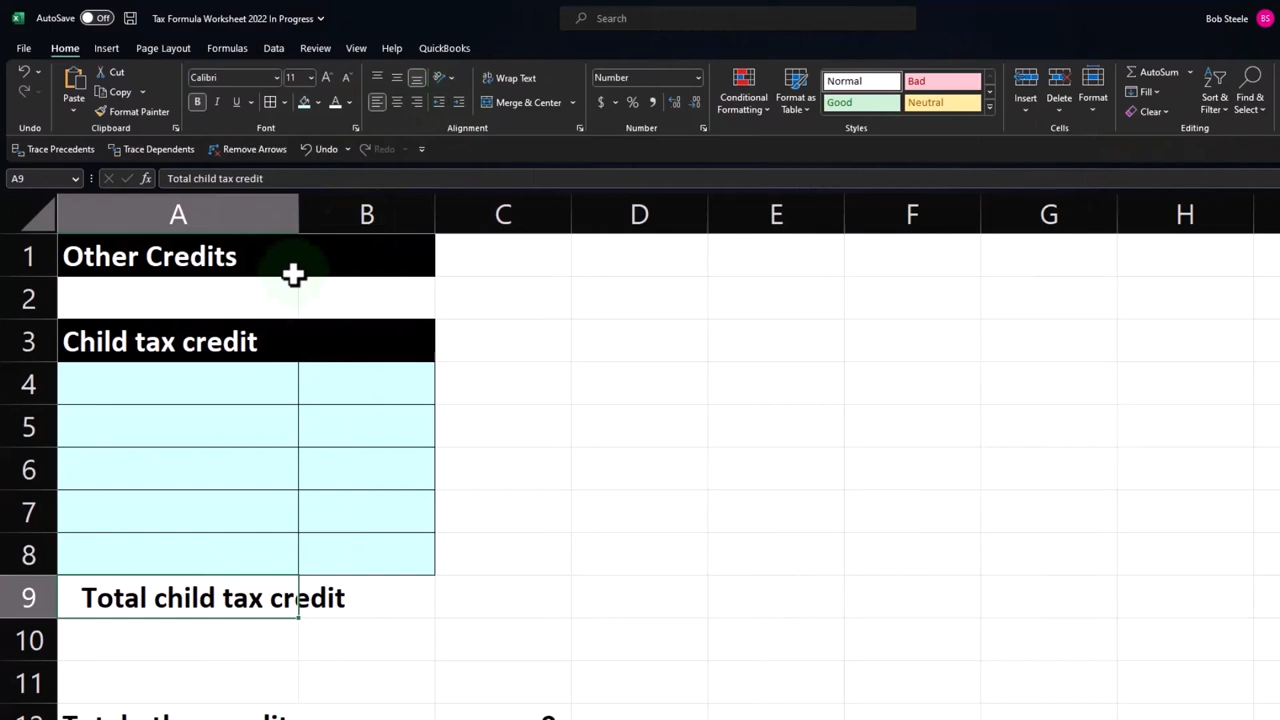 AutoSave Off Tax Formula Worksheet 2022 In Progress Search Bob Steele BS
File Home Insert Page Layout Formulas Data Review View Help QuickBooks
Paste Cut Copy Format Painter
Calibri 11 B I U A
Wrap Text Merge & Center
Number $ % 9
Conditional Formatting Format as Table Normal Bad Good Neutral
Insert Delete Format
AutoSum Fill Clear Sort & Filter Find & Select
Undo Clipboard Font Alignment Number Styles Cells Editing
Trace Precedents Trace Dependents Remove Arrows Undo Redo
A9 fx Total child tax credit
A B C D E F G H
1 Other Credits
2
3 Child tax credit
4
5
6
7
8
9 Total child tax credit
10
11